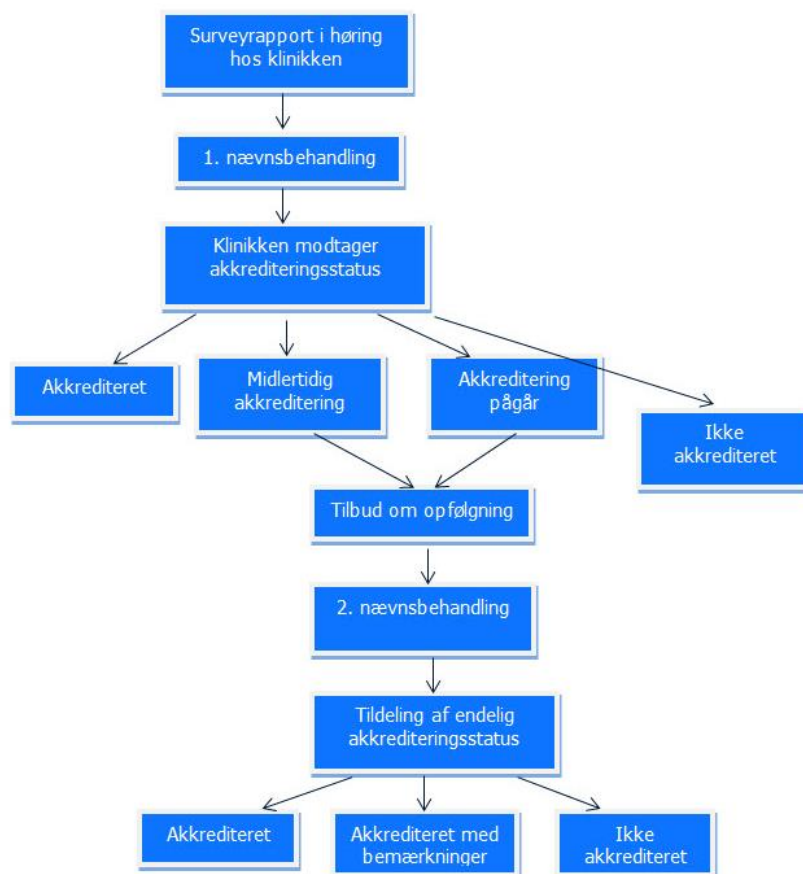 Surveyrapport i høring
hos klinikken
1. nævnsbehandling
Klinikken modtager
akkrediteringsstatus
Akkrediteret
Midlertidig
akkreditering
Akkreditering
pågår
Ikke
akkrediteret
Tilbud om opfølgning
2. nævnsbehandling
Tildeling af endelig
akkrediteringsstatus
Akkrediteret
Akkrediteret med
bemærkninger
Ikke
akkrediteret